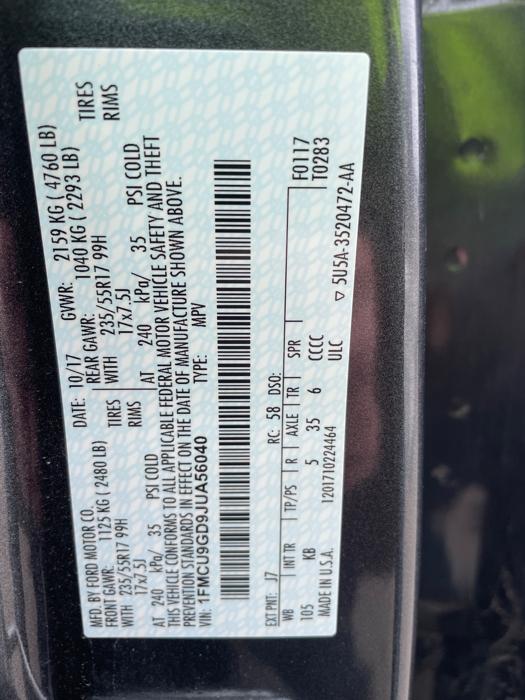 MFD. BY FORD MOTOR CO.
DATE: 10/17 GVWR: 2159 KG ( 4760 LB)
FRONT GAWR: 1125 KG ( 2480 LB) REAR GAWR: 1040 KG ( 2293 LB)
WITH 235/55R17 99H TIRES WITH 235/55R17 99H TIRES
17x7.5J RIMS 17x7.5J RIMS
AT 240 kPa/ 35 PSI COLD AT 240 kPa/ 35 PSI COLD
THIS VEHICLE CONFORMS TO ALL APPLICABLE FEDERAL MOTOR VEHICLE SAFETY AND THEFT
PREVENTION STANDARDS IN EFFECT ON THE DATE OF MANUFACTURE SHOWN ABOVE.
VIN: 1FMCU9GD9JUA56040 TYPE: MPV
EXT PNT: J7 RC: 58 DSO: F0117
WB INT TR TP/PS R AXLE TR SPR T0283
105 KB 5 35 6 CCCC
MADE IN U.S.A. 1201710224464 ULC ▽ 5U5A-3520472-AA